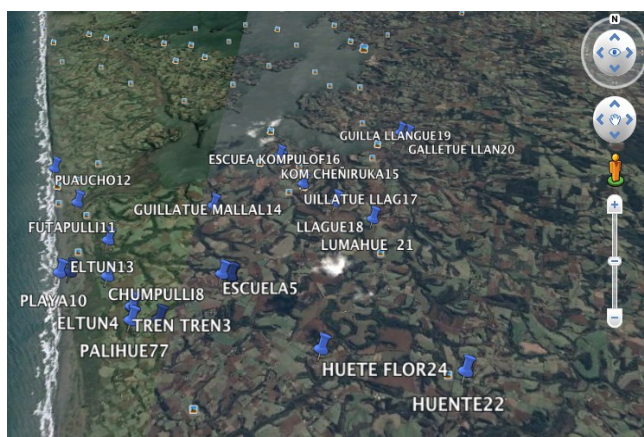 N
GUILLA LLANGUE19
GALLETUE LLAN20
ESCUEA KOMPULOF16
KOM CHEÑIRUKA15
PUAUCHO12
UILLATUE LLAG17
GUILLATUE MALLAL14
LLAGUE18
FUTAPULLI11
LUMAHUE 21
ELTUN13
PLAYA10
CHUMPULLI8
ESCUELA5
ELTUN4
TREN TREN3
PALIHUE77
HUETE FLOR24
HUENTE22